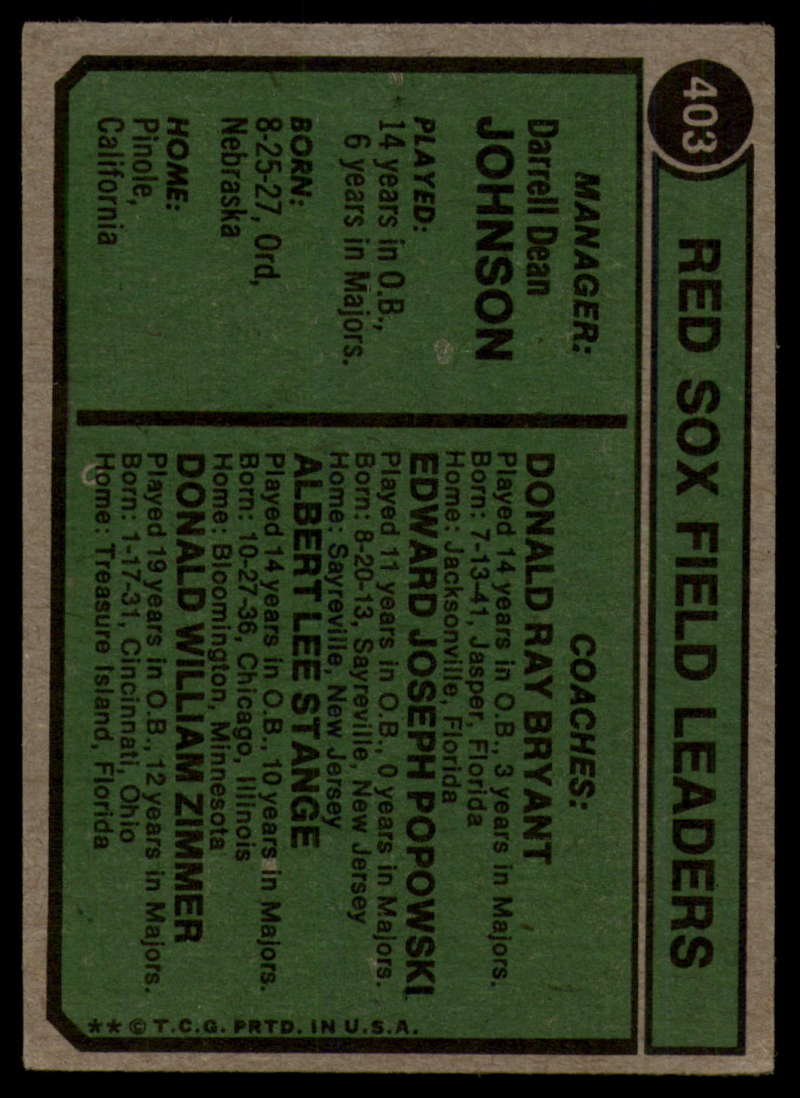 403
RED SOX FIELD LEADERS
MANAGER:
Darrell Dean
JOHNSON
PLAYED:
14 years in O.B.,
6 years in Majors.
BORN:
8-25-27, Ord,
Nebraska
HOME:
Pinole,
California
COACHES:
DONALD RAY BRYANT
Played 14 years in O.B., 3 years in Majors.
Born: 7-13-41, Jasper, Florida
Home: Jacksonville, Florida
EDWARD JOSEPH POPOWSKI
Played 11 years in O.B., 0 years in Majors.
Born: 8-20-13, Sayreville, New Jersey
Home: Sayreville, New Jersey
ALBERT LEE STANGE
Played 14 years in O.B., 10 years in Majors.
Born: 10-27-36, Chicago, Illinois
Home: Bloomington, Minnesota
DONALD WILLIAM ZIMMER
Played 19 years in O.B., 12 years in Majors.
Born: 1-17-31, Cincinnati, Ohio
Home: Treasure Island, Florida
** © T.C.G. PRTD. IN U.S.A.